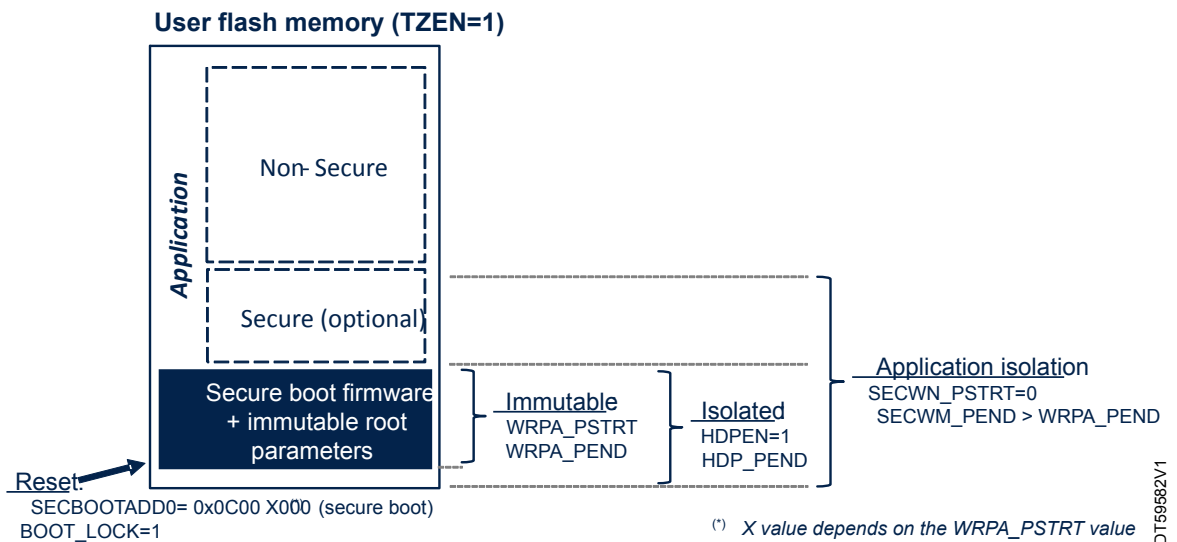 User flash memory (TZEN=1)
Application
Non- Secure
Secure (optional)
Secure boot firmware
+ immutable root
parameters
Immutable
WRPA_PSTRT
WRPA_PEND
Isolated
HDPEN=1
HDP_PEND
Application isolation
SECWN_PSTRT=0
SECWM_PEND > WRPA_PEND
Reset:
SECBOOTADD0= 0x0C00 X000(*) (secure boot)
BOOT_LOCK=1
(*) X value depends on the WRPA_PSTRT value
DT59582V1